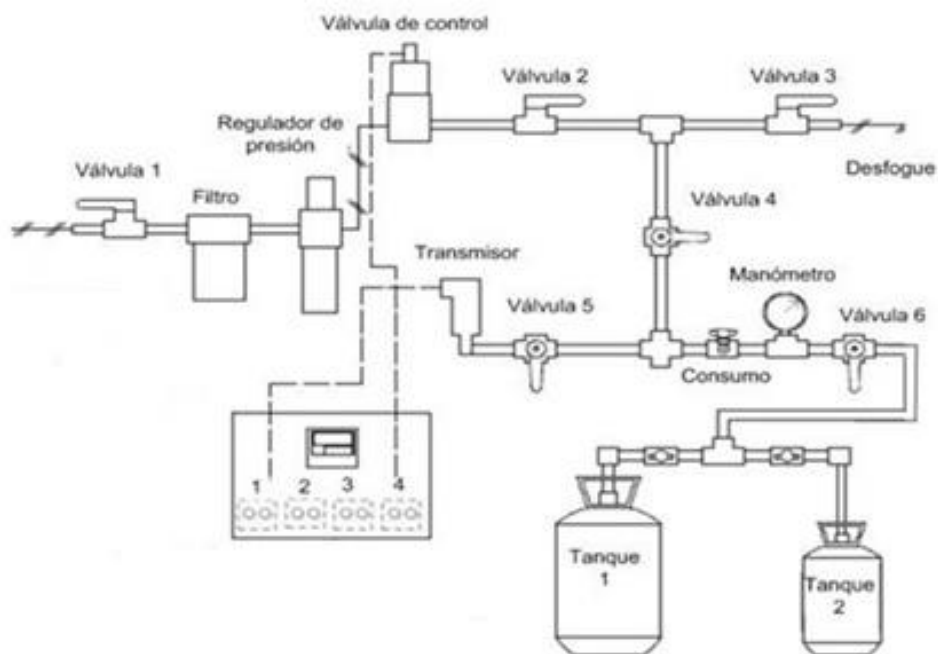 Válvula de control
Válvula 2
Válvula 3
Regulador de
presión
Desfogue
Válvula 1
Filtro
Válvula 4
Transmisor
Manómetro
Válvula 5
Válvula 6
Consumo
1 2 3 4
Tanque
1
Tanque
2